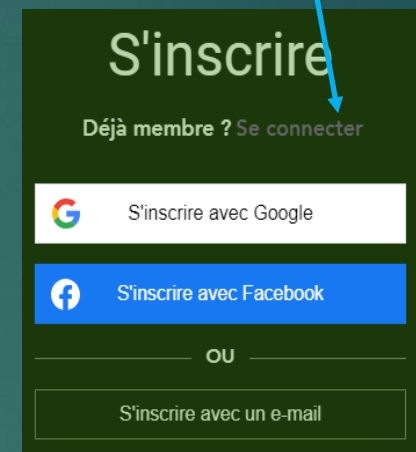 S'inscrire
Déjà membre ? Se connecter
S'inscrire avec Google
S'inscrire avec Facebook
OU
S'inscrire avec un e-mail